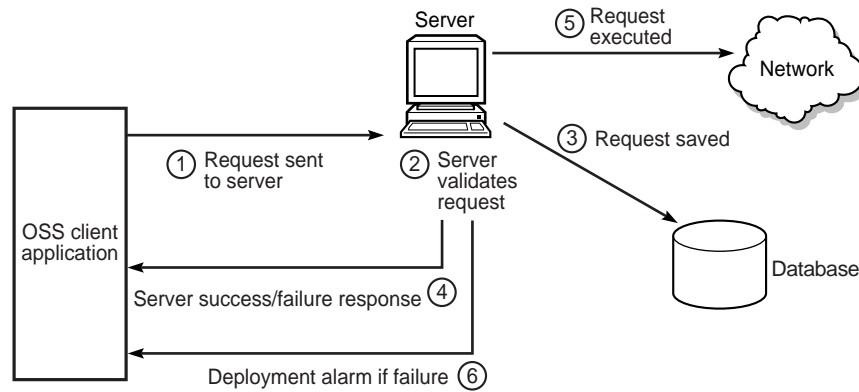 Server
5 Request
executed
Network
1 Request sent
to server
2 Server
validates
request
3 Request saved
OSS client
application
Database
Server success/failure response 4
Deployment alarm if failure 6